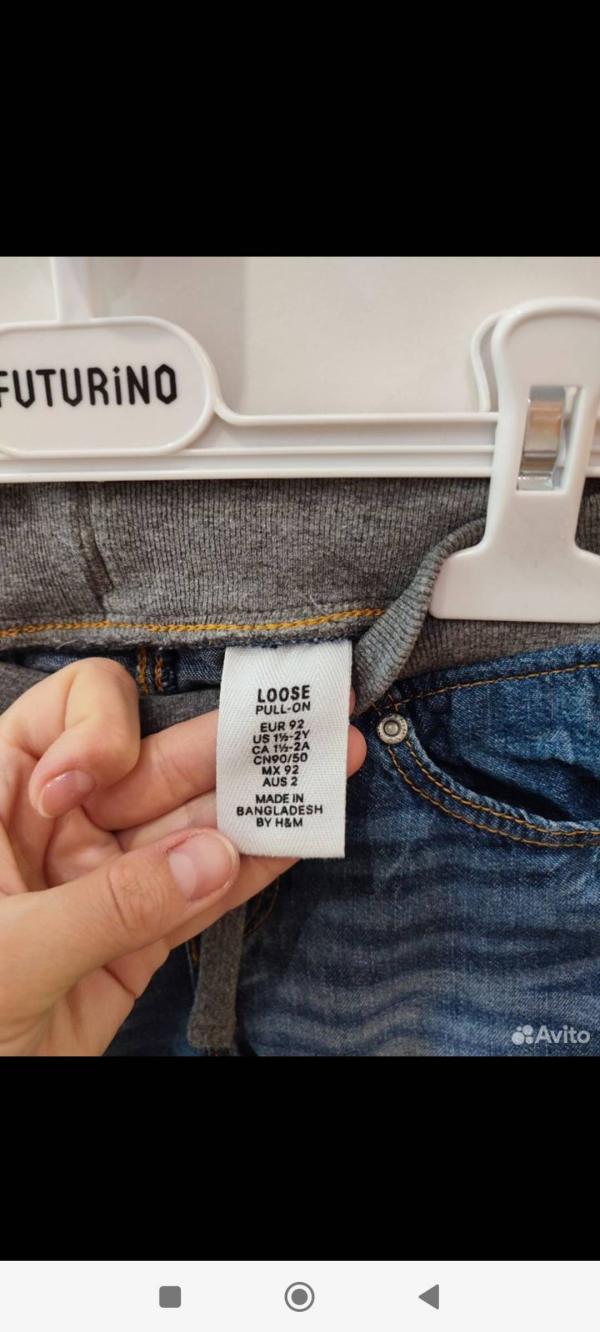 FUTURiNO
LOOSE
PULL-ON
EUR 92
US 1½-2Y
CA 1½-2A
CN90/50
MX 92
AUS 2
MADE IN
BANGLADESH
BY H&M
Avito